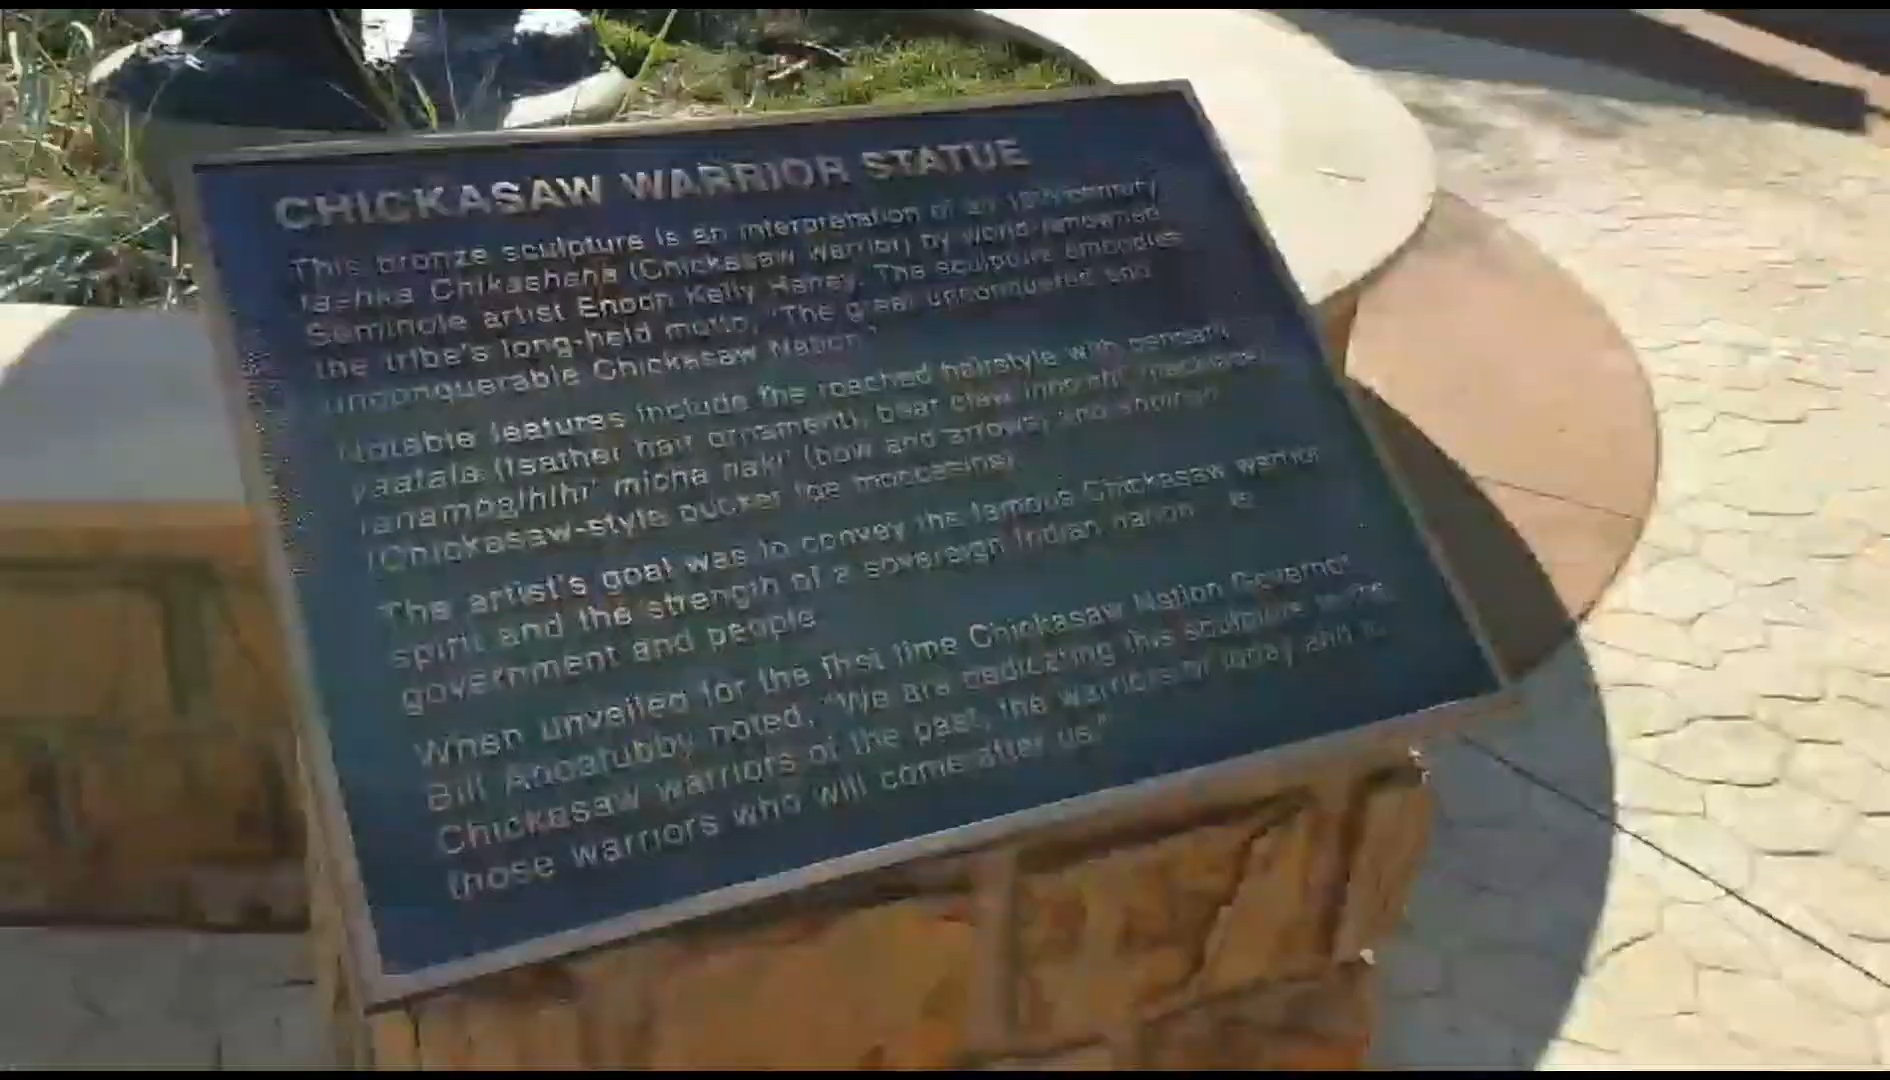 CHICKASAW WARRIOR STATUE
This bronze sculpture is an interpretation of an
Chikashsha (Chickasaw Warrior) by world-renowned
Seminole artist Enoch Kelly Haney. The sculpture embodies
the tribe's long-held motto, "The great unconquered and
unconquerable Chickasaw Nation."
Notable features include the roached hairstyle with
(feather hair ornament), bear claw
micha naki' (bow and arrows) and
(Chickasaw-style pucker toe moccasins).
The artist's goal was to convey the famous Chickasaw warrior
spirit and the strength of a sovereign Indian nation - its
government and people.
When unveiled for the first time Chickasaw Nation Governor
Bill Anoatubby noted, "We are dedicating this sculpture to the
Chickasaw warriors of the past, the warriors of today and to
those warriors who will come after us."